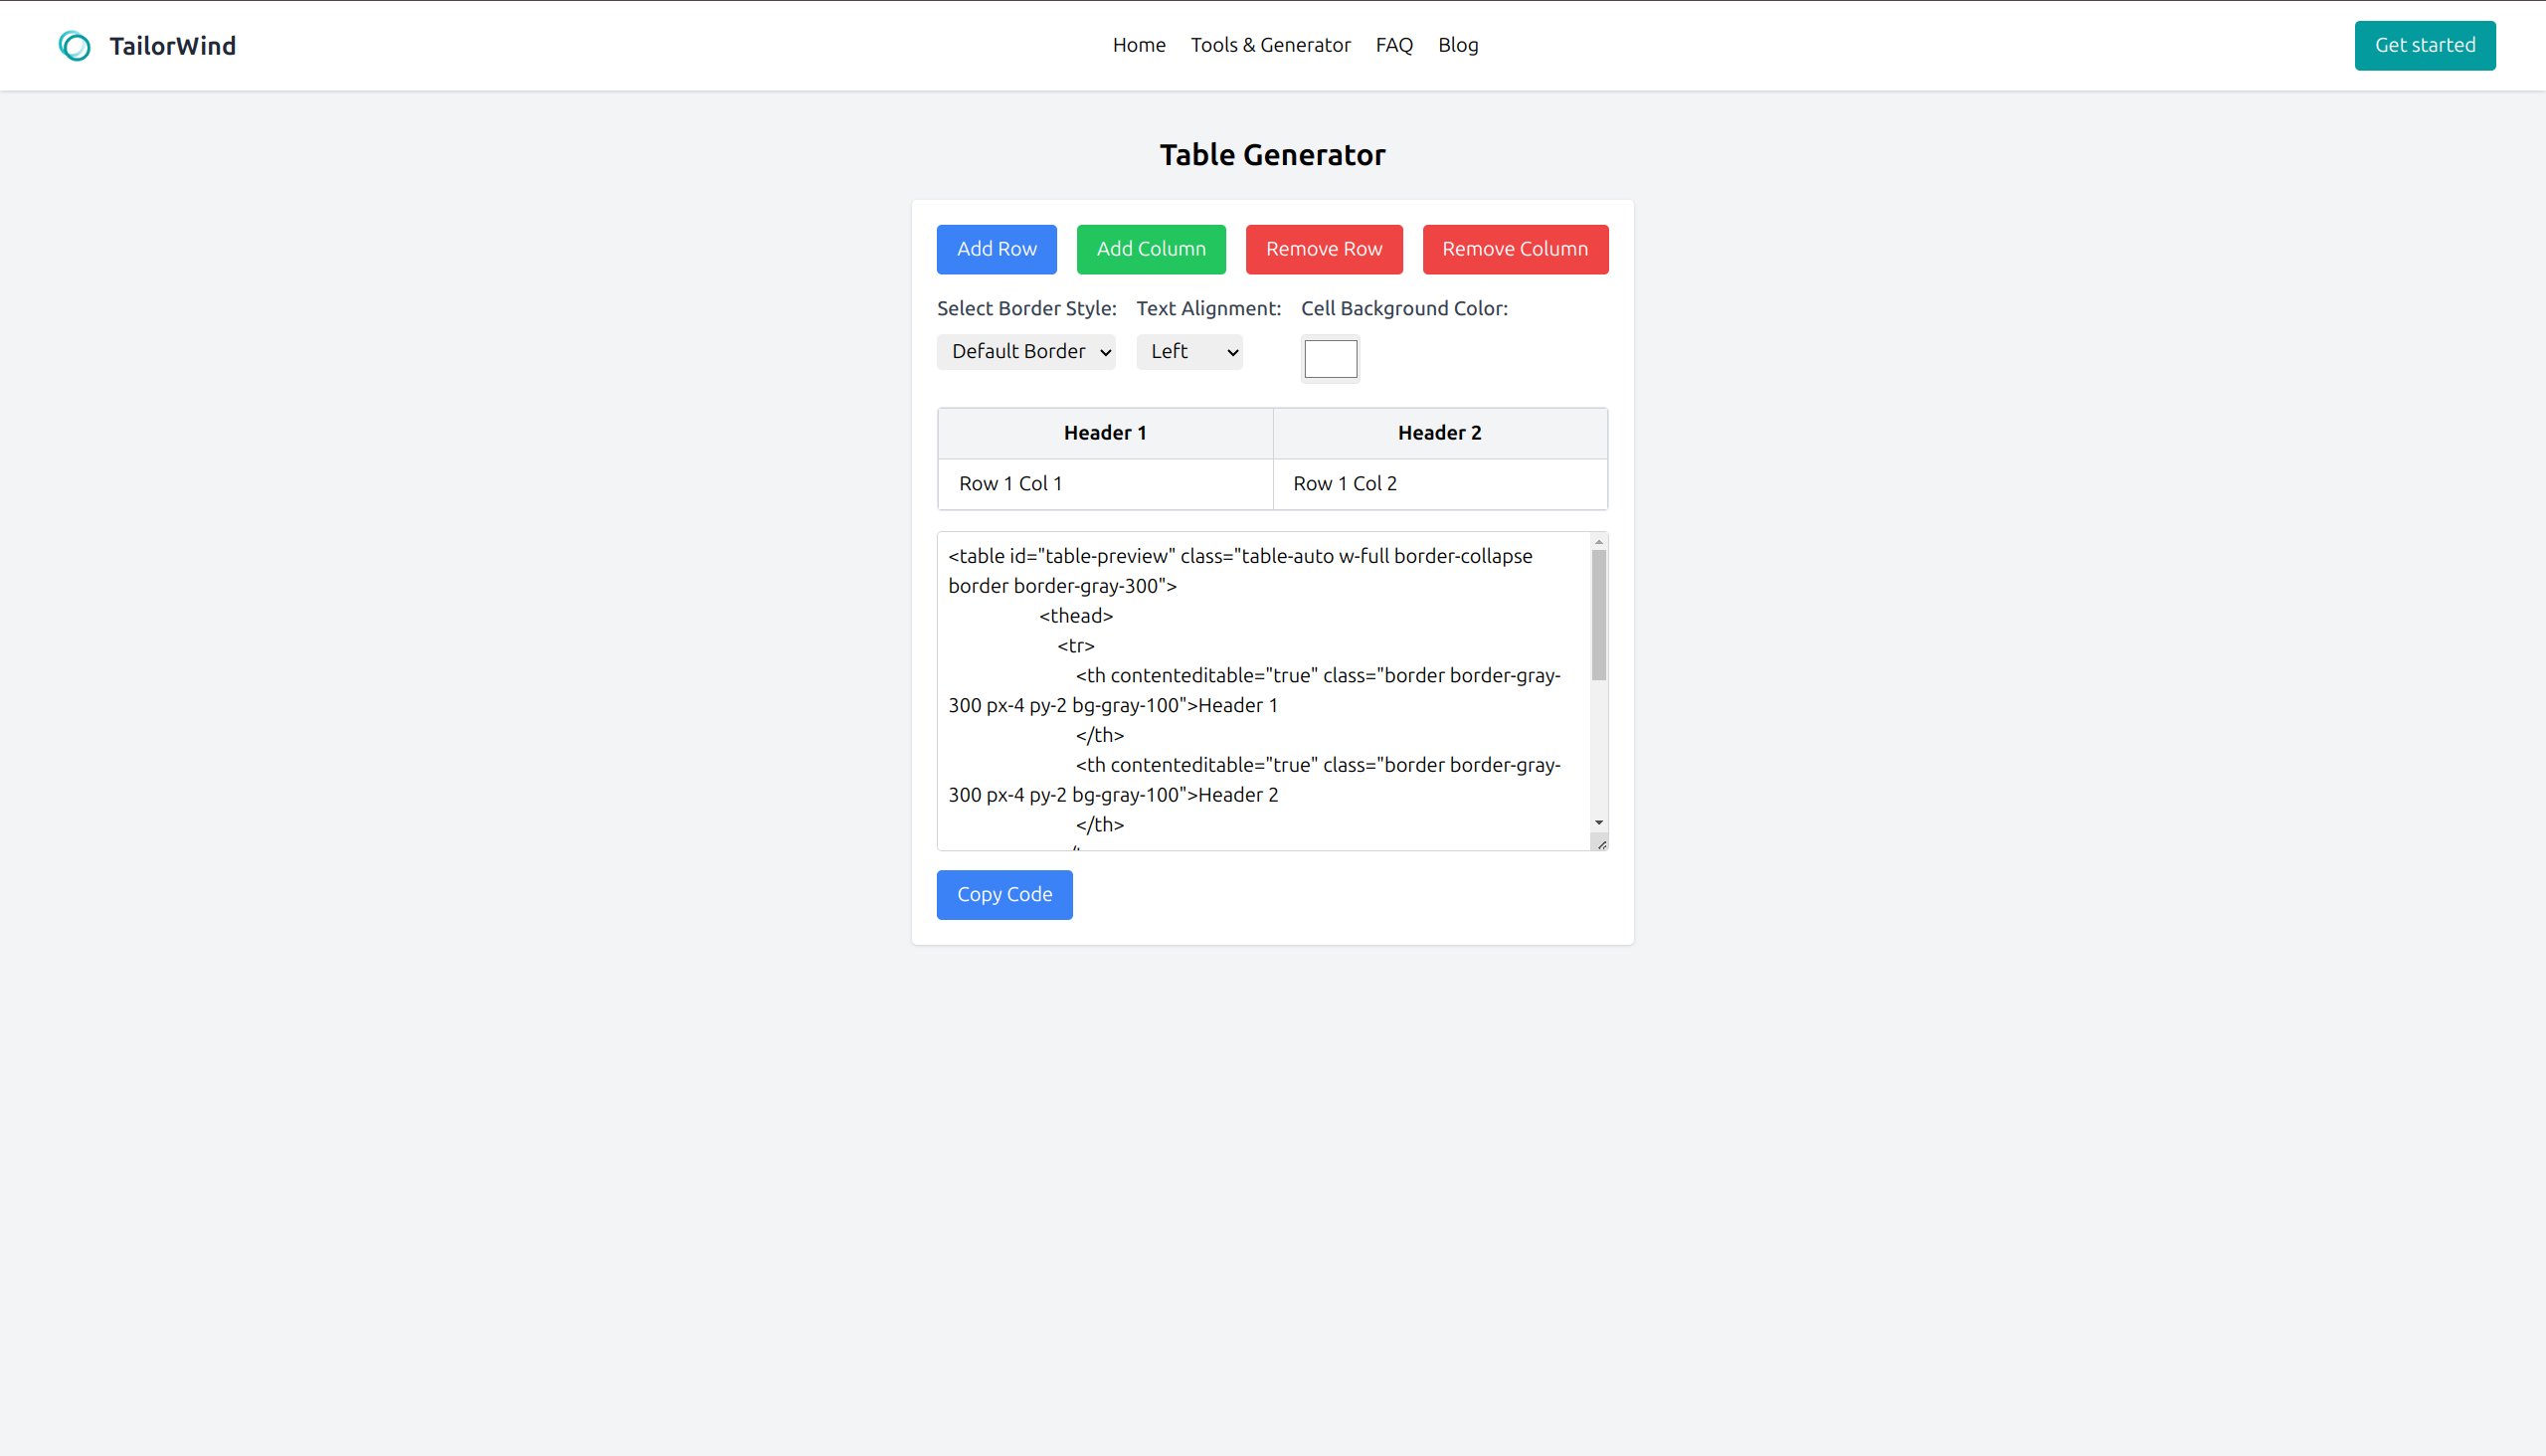 TailorWind
Home Tools & Generator FAQ Blog
Get started
Table Generator
Add Row Add Column Remove Row Remove Column
Select Border Style: Text Alignment: Cell Background Color:
Default Border Left
Header 1 Header 2
Row 1 Col 1 Row 1 Col 2
<table id="table-preview" class="table-auto w-full border-collapse
border border-gray-300">
<thead>
<tr>
<th contenteditable="true" class="border border-gray-
300 px-4 py-2 bg-gray-100">Header 1
</th>
<th contenteditable="true" class="border border-gray-
300 px-4 py-2 bg-gray-100">Header 2
</th>
Copy Code